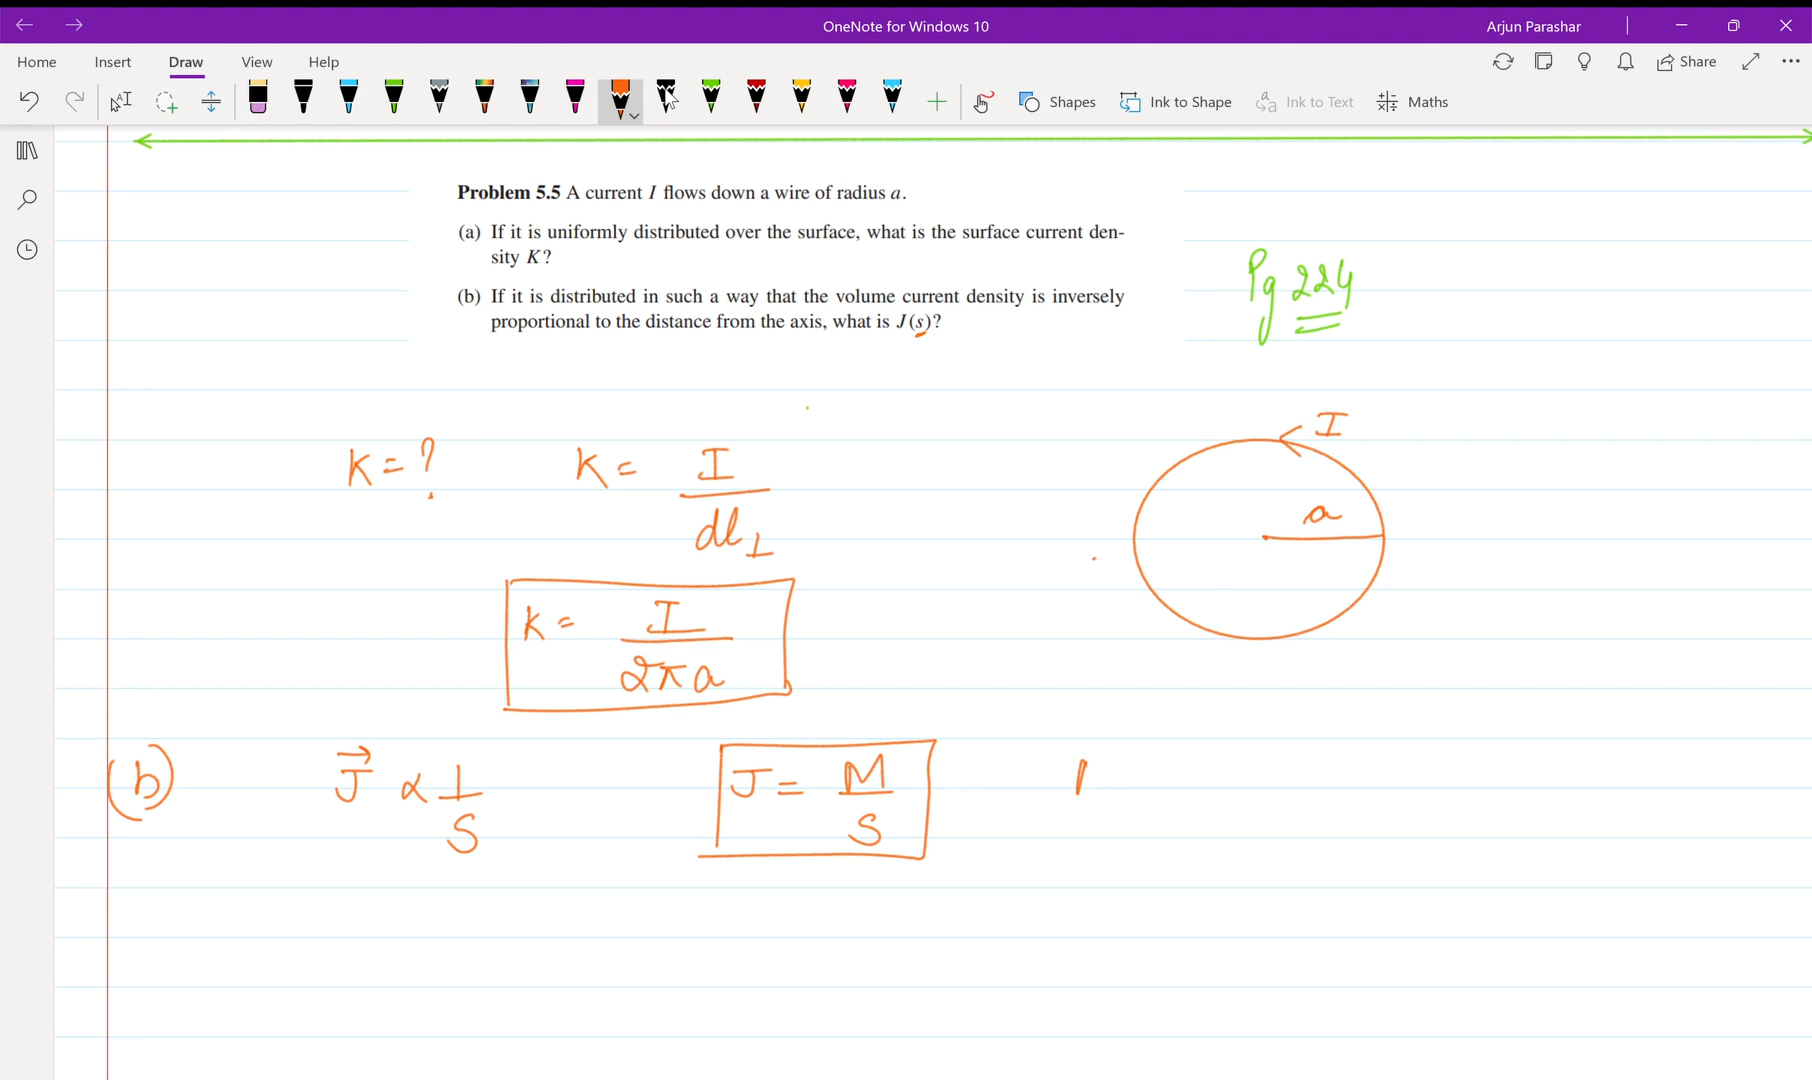 OneNote for Windows 10
Arjun Parashar
Home Insert Draw View Help
Share
Shapes Ink to Shape Ink to Text Maths
Problem 5.5 A current I flows down a wire of radius a.
(a) If it is uniformly distributed over the surface, what is the surface current den-
sity K?
(b) If it is distributed in such a way that the volume current density is inversely
proportional to the distance from the axis, what is J(s)?
Pg 224
I
K = ?
K = I / dl⊥
a
K = I / 2πa
(b) J⃗ ∝ 1/S
J = M/S